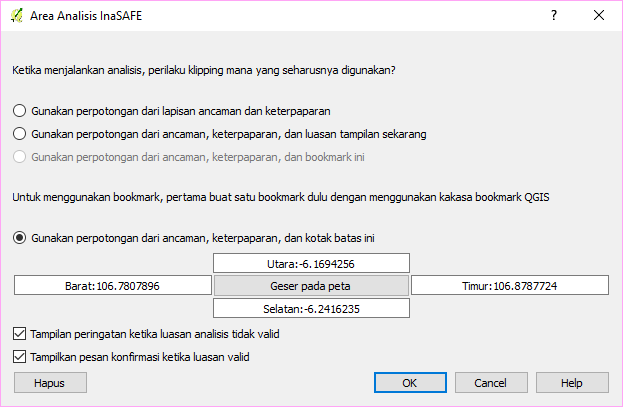 Area Analisis InaSAFE
Ketika menjalankan analisis, perilaku klipping mana yang seharusnya digunakan?
Gunakan perpotongan dari lapisan ancaman dan keterpaparan
Gunakan perpotongan dari ancaman, keterpaparan, dan luasan tampilan sekarang
Gunakan perpotongan dari ancaman, keterpaparan, dan bookmark ini
Untuk menggunakan bookmark, pertama buat satu bookmark dulu dengan menggunakan kakasa bookmark QGIS
Gunakan perpotongan dari ancaman, keterpaparan, dan kotak batas ini
Utara:-6.1694256
Barat:106.7807896 Geser pada peta Timur:106.8787724
Selatan:-6.2416235
Tampilan peringatan ketika luasan analisis tidak valid
Tampilkan pesan konfirmasi ketika luasan valid
Hapus OK Cancel Help